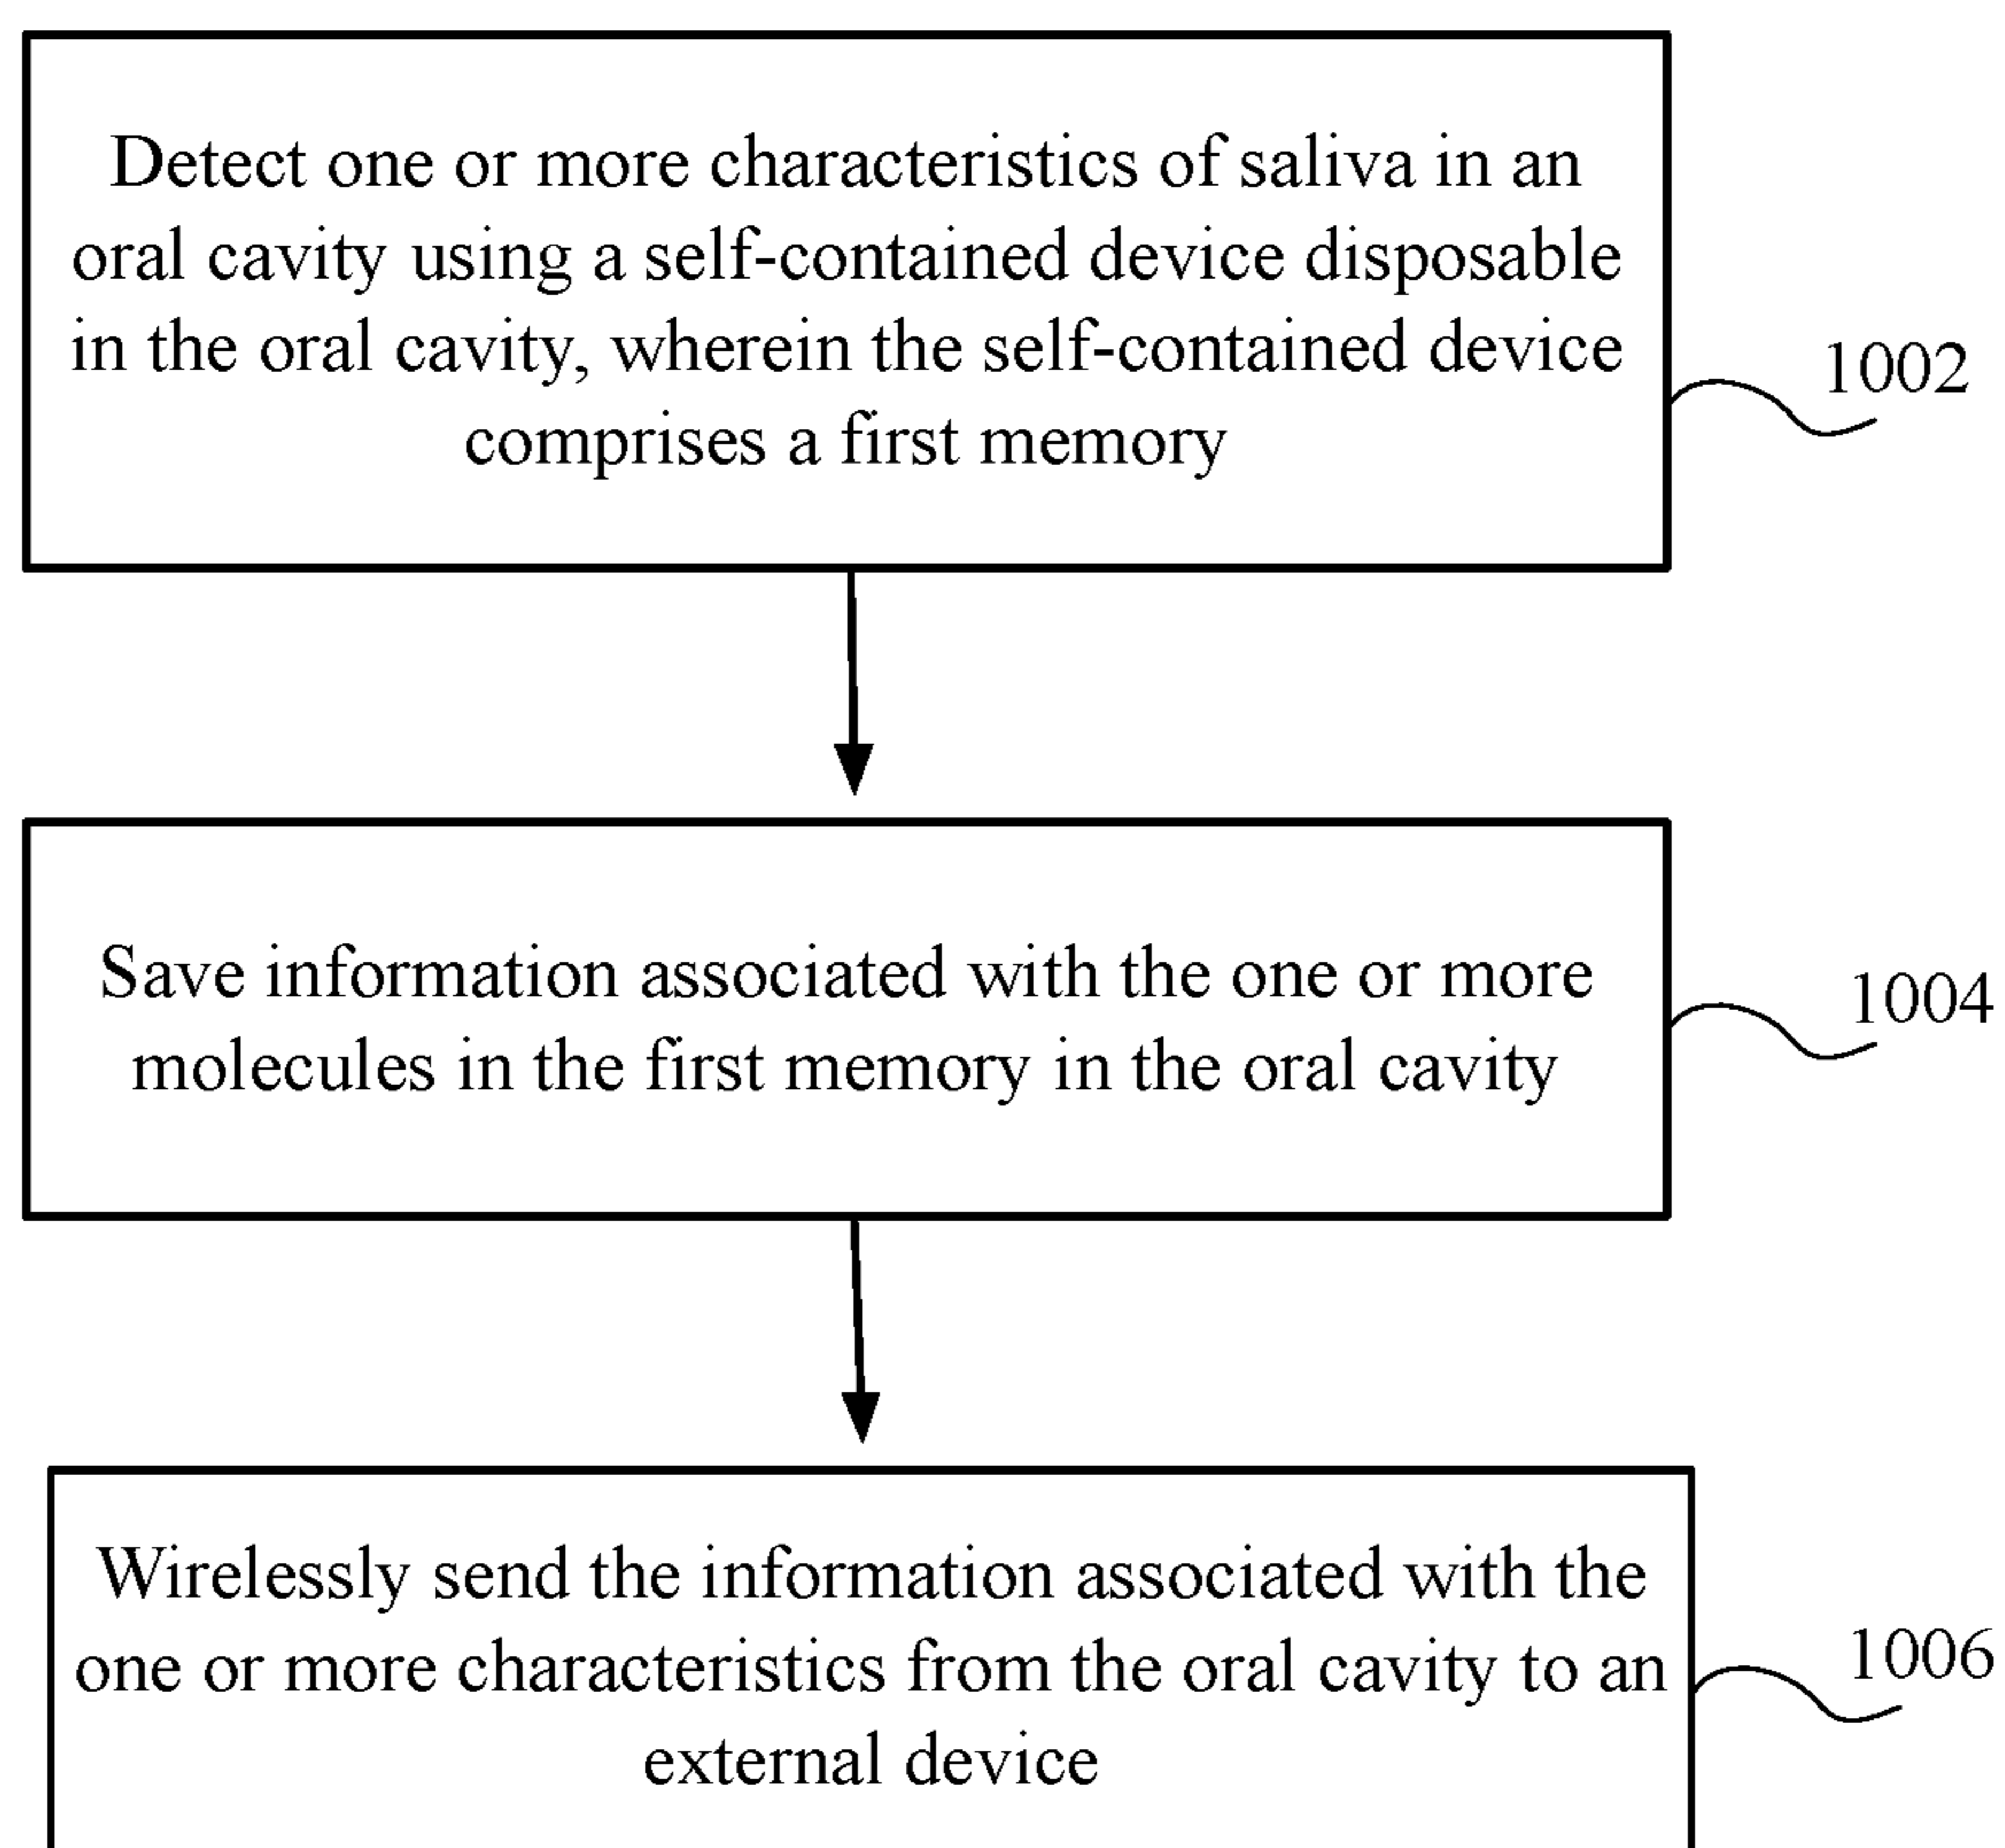 Detect one or more characteristics of saliva in an
oral cavity using a self-contained device disposable
in the oral cavity, wherein the self-contained device
comprises a first memory
1002
Save information associated with the one or more
molecules in the first memory in the oral cavity
1004
Wirelessly send the information associated with the
one or more characteristics from the oral cavity to an
external device
1006